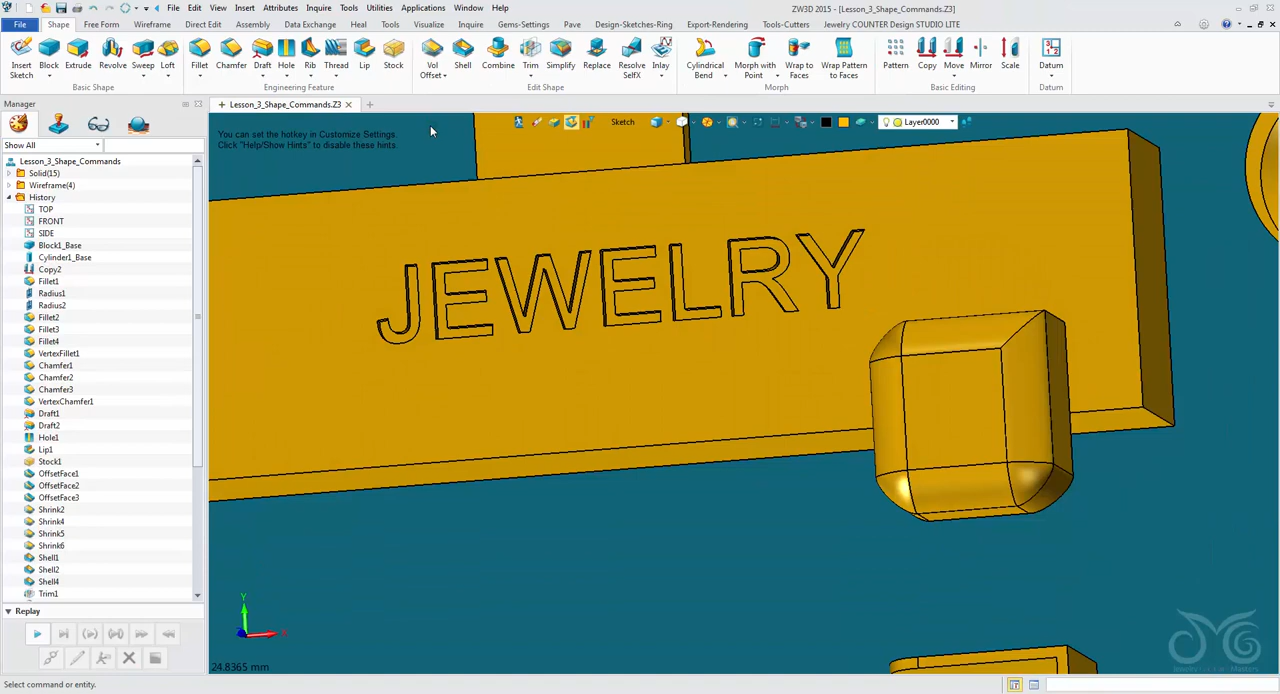 File Edit View Insert Attributes Inquire Tools Utilities Applications Window Help
ZW3D 2015 - [Lesson_3_Shape_Commands.Z3]
File Shape Free Form Wireframe Direct Edit Assembly Data Exchange Heal Tools Visualize Inquire Gems-Settings Pave Design-Sketches-Ring Export-Rendering Tools-Cutters Jewelry COUNTER Design STUDIO LITE
Insert Sketch Block Extrude Revolve Sweep Loft Fillet Chamfer Draft Hole Rib Thread Lip Stock Vol Offset Shell Combine Trim Simplify Replace Resolve SelfX Inlay Cylindrical Bend Morph with Point Wrap to Faces Wrap Pattern to Faces Pattern Copy Move Mirror Scale Datum
Basic Shape Engineering Feature Edit Shape Morph Basic Editing Datum
Manager
Lesson_3_Shape_Commands.Z3
Show All
You can set the hotkey in Customize Settings.
Click "Help/Show Hints" to disable these hints.
Sketch
Layer0000
Lesson_3_Shape_Commands
Solid(15)
Wireframe(4)
History
TOP
FRONT
SIDE
Block1_Base
Cylinder1_Base
Copy2
Fillet1
Radius1
Radius2
Fillet2
Fillet3
Fillet4
VertexFillet1
Chamfer1
Chamfer2
Chamfer3
VertexChamfer1
Draft1
Draft2
Hole1
Lip1
Stock1
OffsetFace1
OffsetFace2
OffsetFace3
Shrink2
Shrink4
Shrink5
Shrink6
Shell1
Shell2
Shell4
Trim1
JEWELRY
Replay
Y
X
24.8365 mm
Select command or entity.